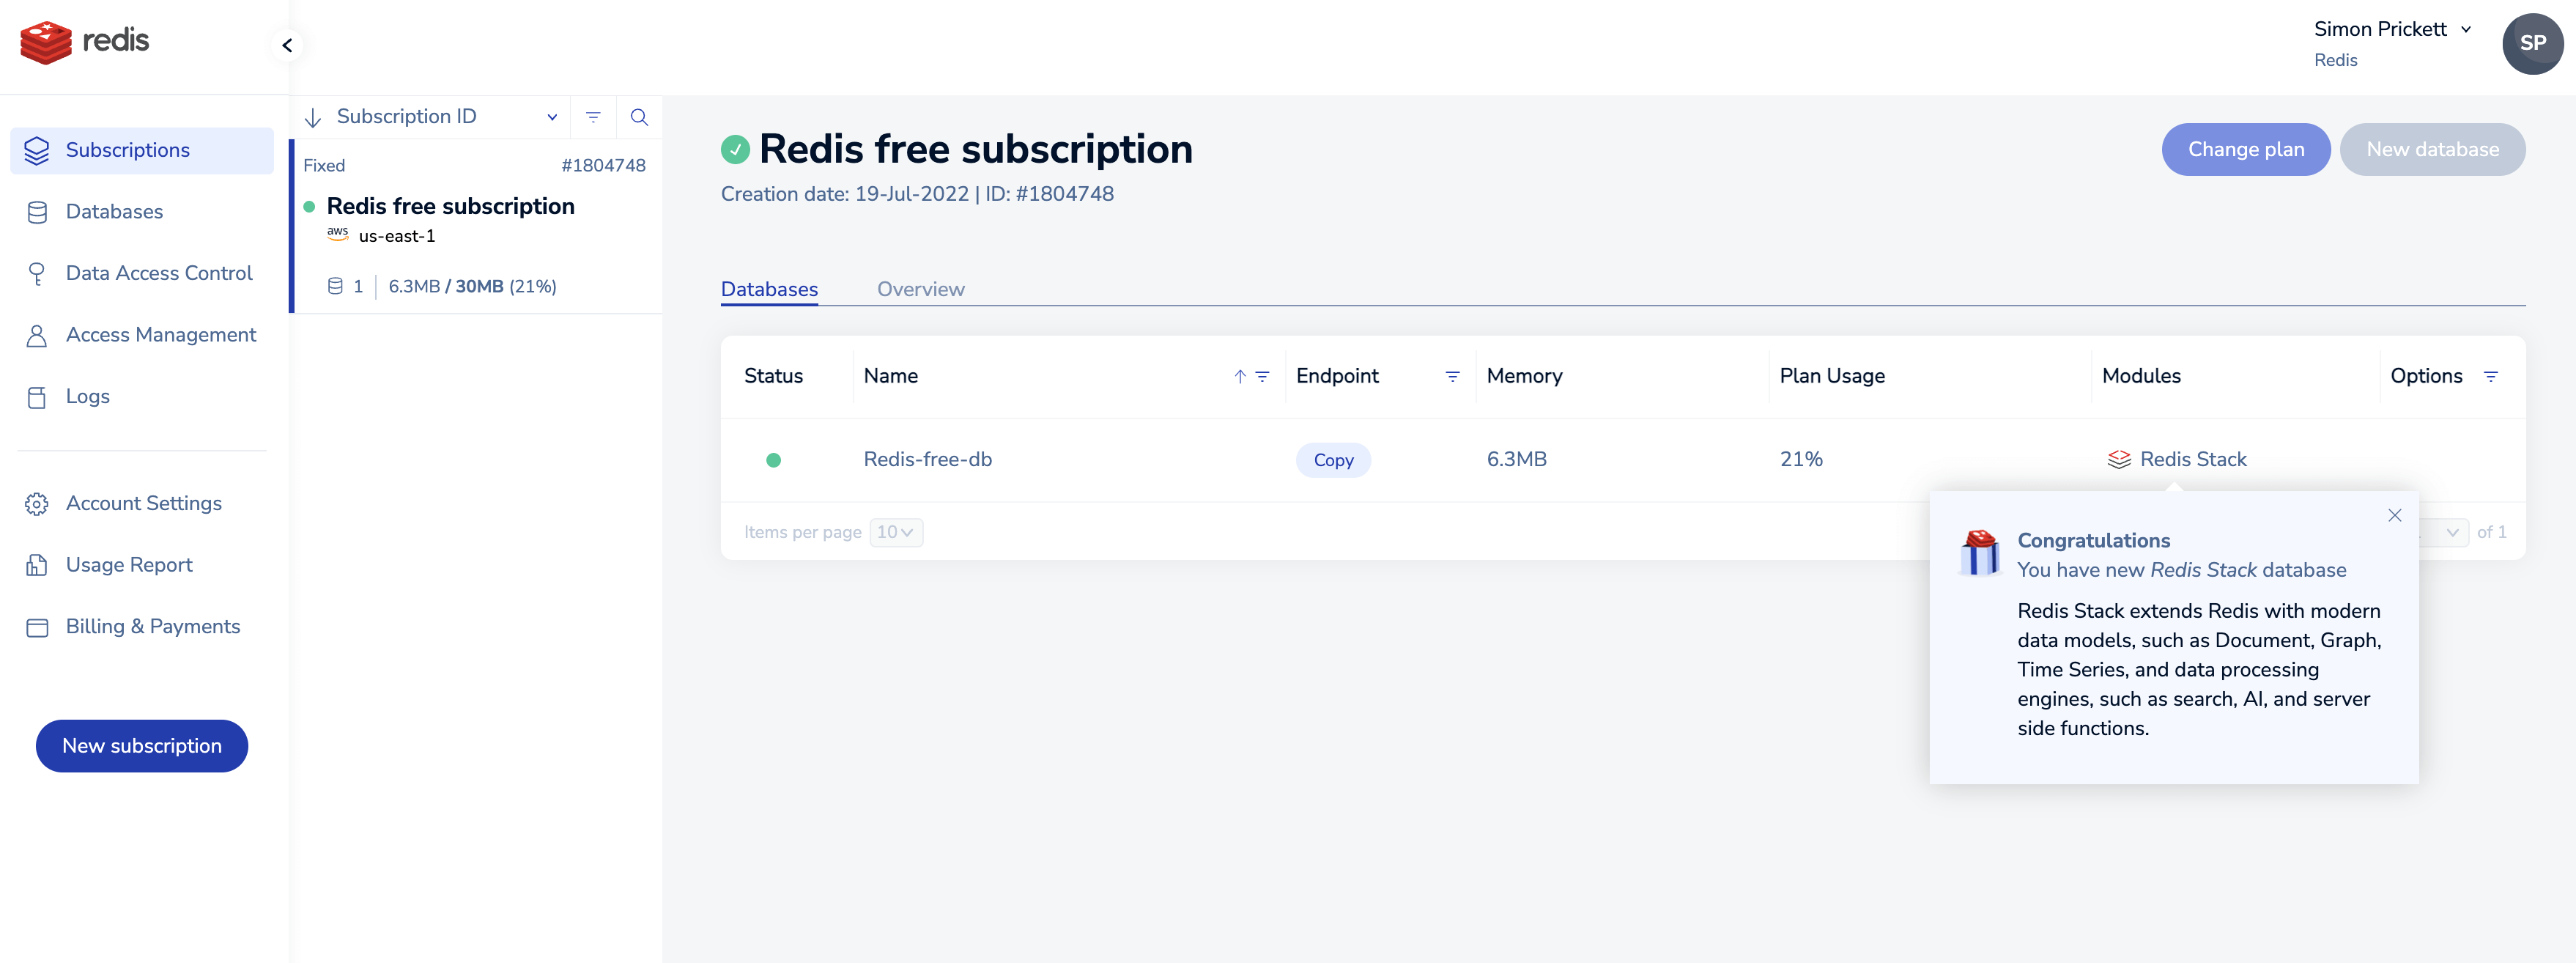 redis
Simon Prickett
Redis
SP
Subscriptions
Databases
Data Access Control
Access Management
Logs
Account Settings
Usage Report
Billing & Payments
New subscription
Subscription ID
Fixed #1804748
Redis free subscription
aws us-east-1
1 6.3MB / 30MB (21%)
Redis free subscription
Creation date: 19-Jul-2022 | ID: #1804748
Change plan New database
Databases Overview
Status Name Endpoint Memory Plan Usage Modules Options
Redis-free-db Copy 6.3MB 21% Redis Stack
Items per page 10 of 1
Congratulations
You have new Redis Stack database
Redis Stack extends Redis with modern
data models, such as Document, Graph,
Time Series, and data processing
engines, such as search, AI, and server
side functions.